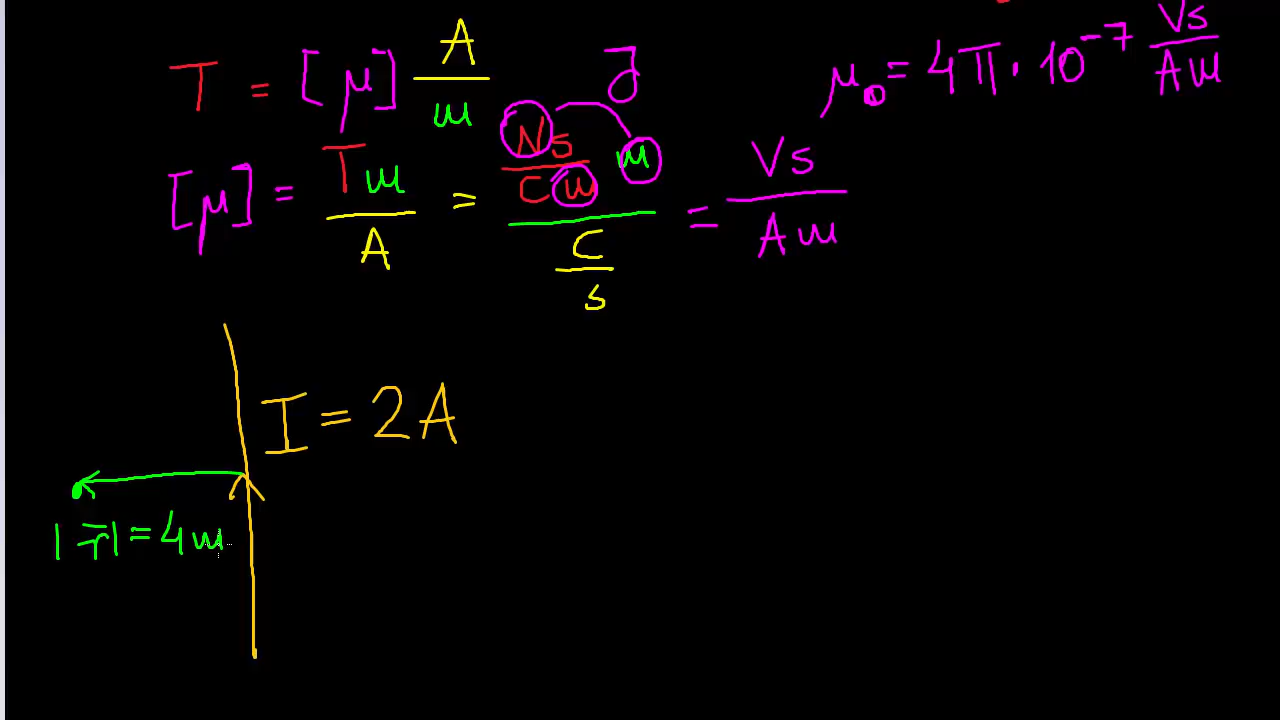 T = [μ] A/m
J
μ₀ = 4π · 10⁻⁷ Vs/Am
[μ] = Tm/A = (Ns/Cm m)/(C/s) = Vs/Am
I = 2A
|r̄| = 4m